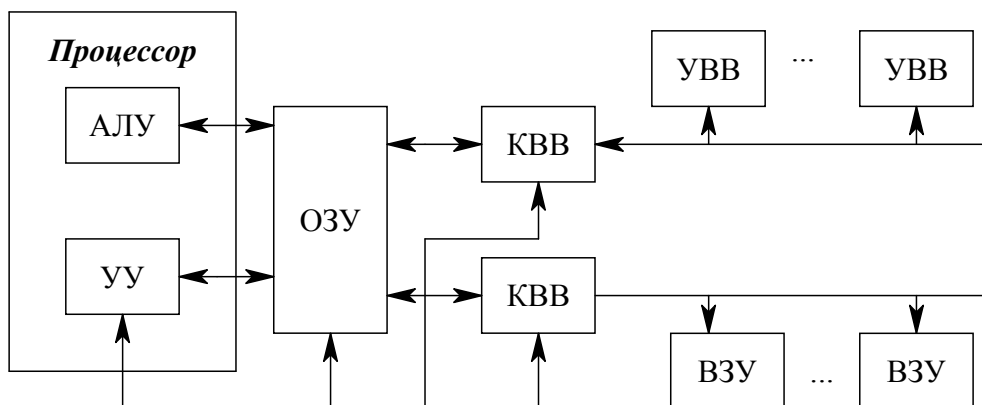 Процессор
АЛУ
УУ
ОЗУ
КВВ
КВВ
УВВ ... УВВ
ВЗУ ... ВЗУ